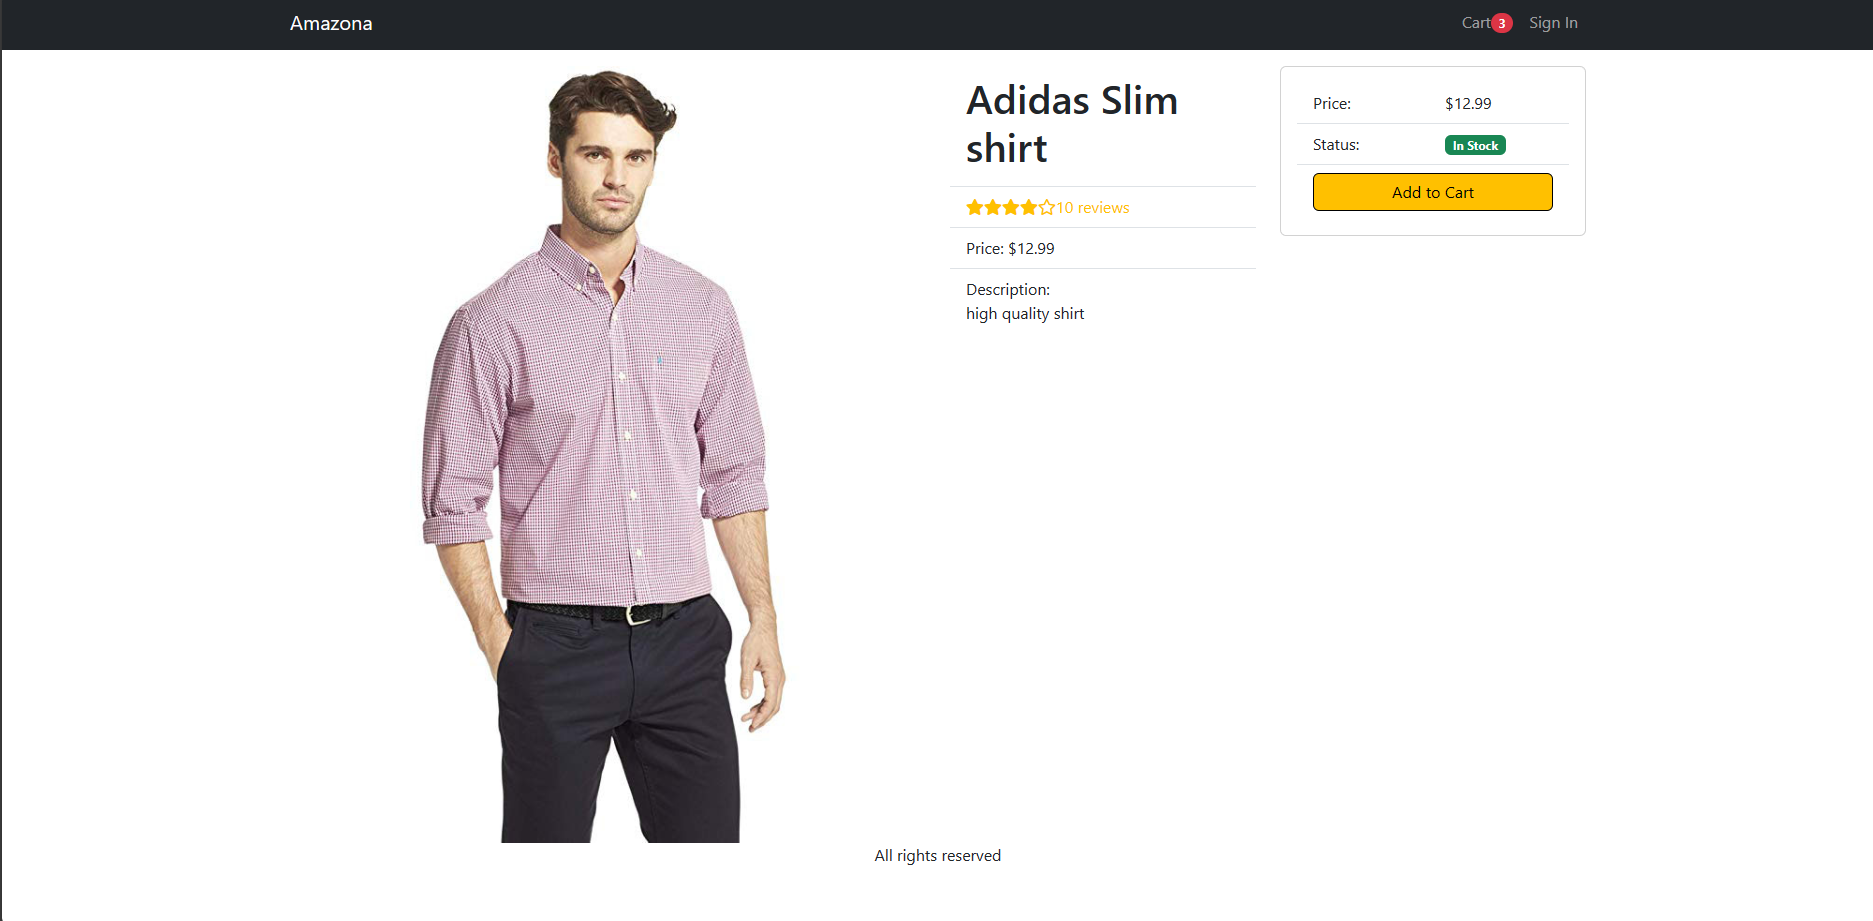 Amazona
Cart 3 Sign In
Adidas Slim
shirt
10 reviews
Price: $12.99
Description:
high quality shirt
Price: $12.99
Status: In Stock
Add to Cart
All rights reserved